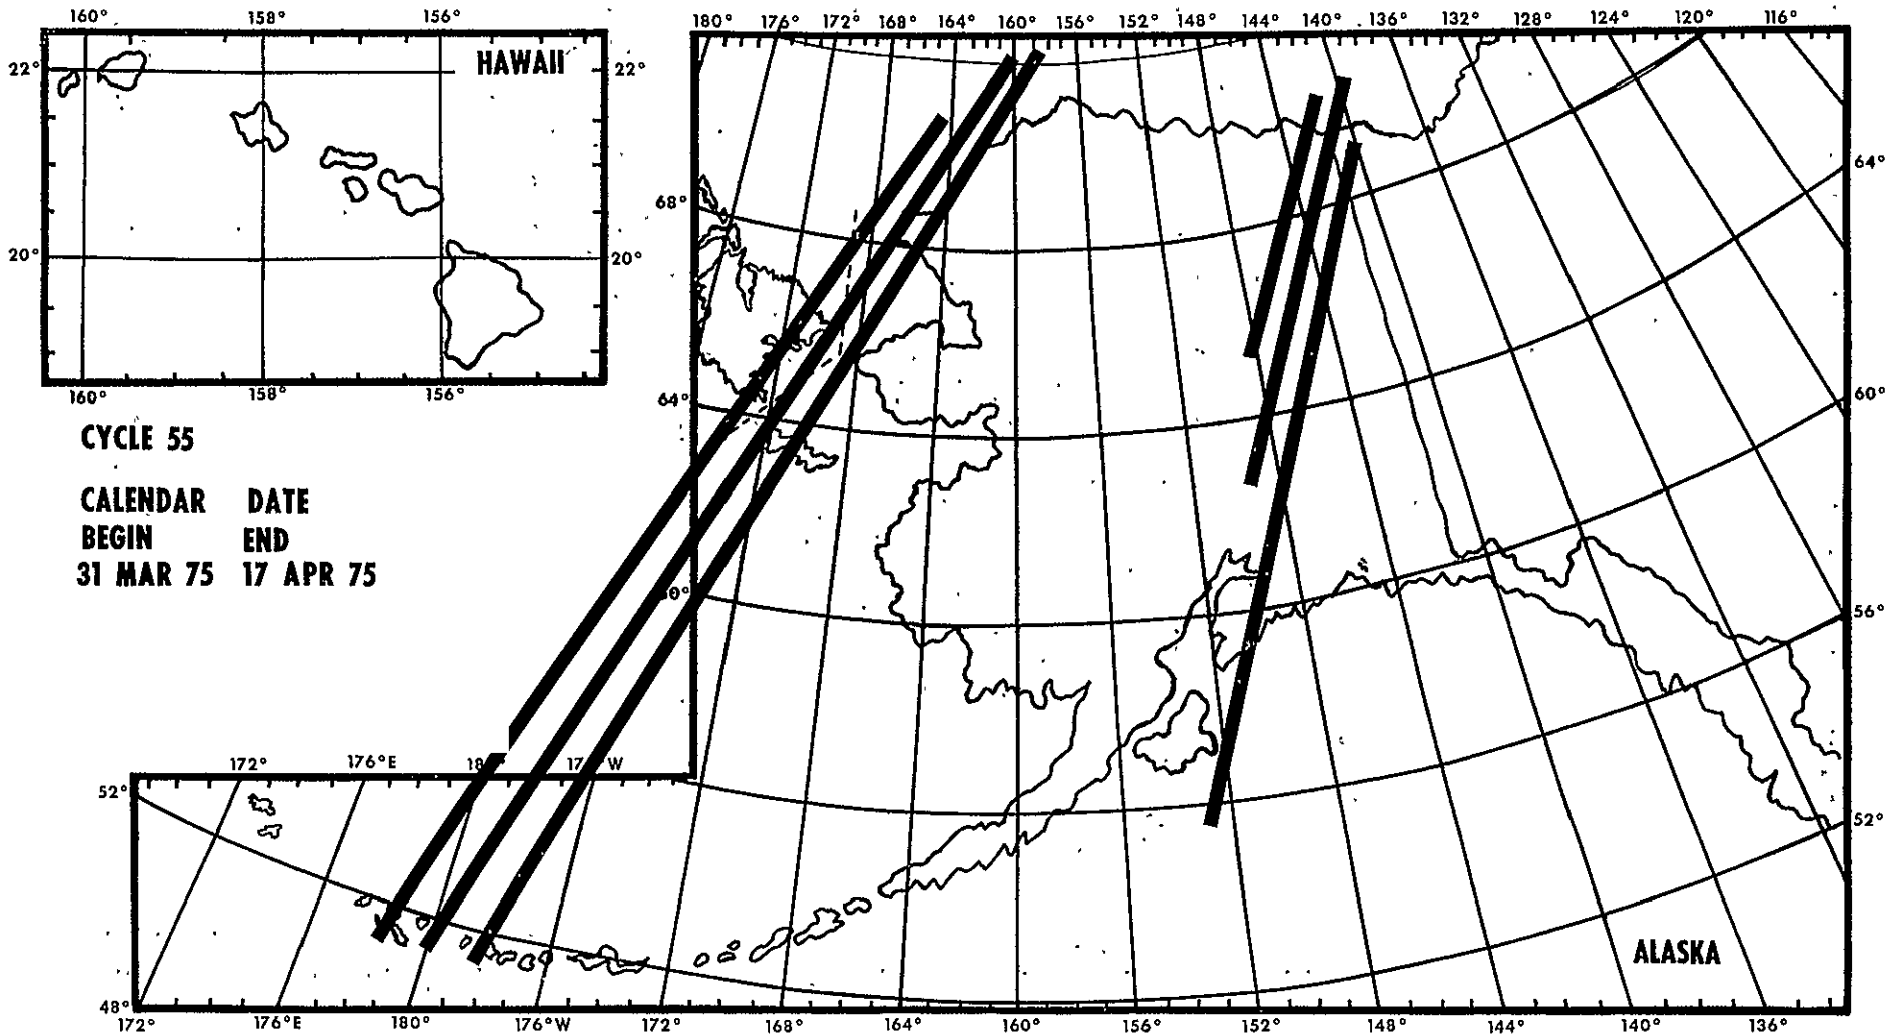 160° 158° 156°
180° 176° 172° 168° 164° 160° 156° 152° 148° 144° 140° 136° 132° 128° 124° 120° 116°
HAWAII
22° 22°
64°
68°
20° 20°
160° 158° 156°
64° 60°
CYCLE 55
CALENDAR DATE
BEGIN END
31 MAR 75 17 APR 75
56°
172° 176°E W
52° 52°
ALASKA
48°
172° 176°E 180° 176°W 172° 168° 164° 160° 156° 152° 148° 144° 140° 136°